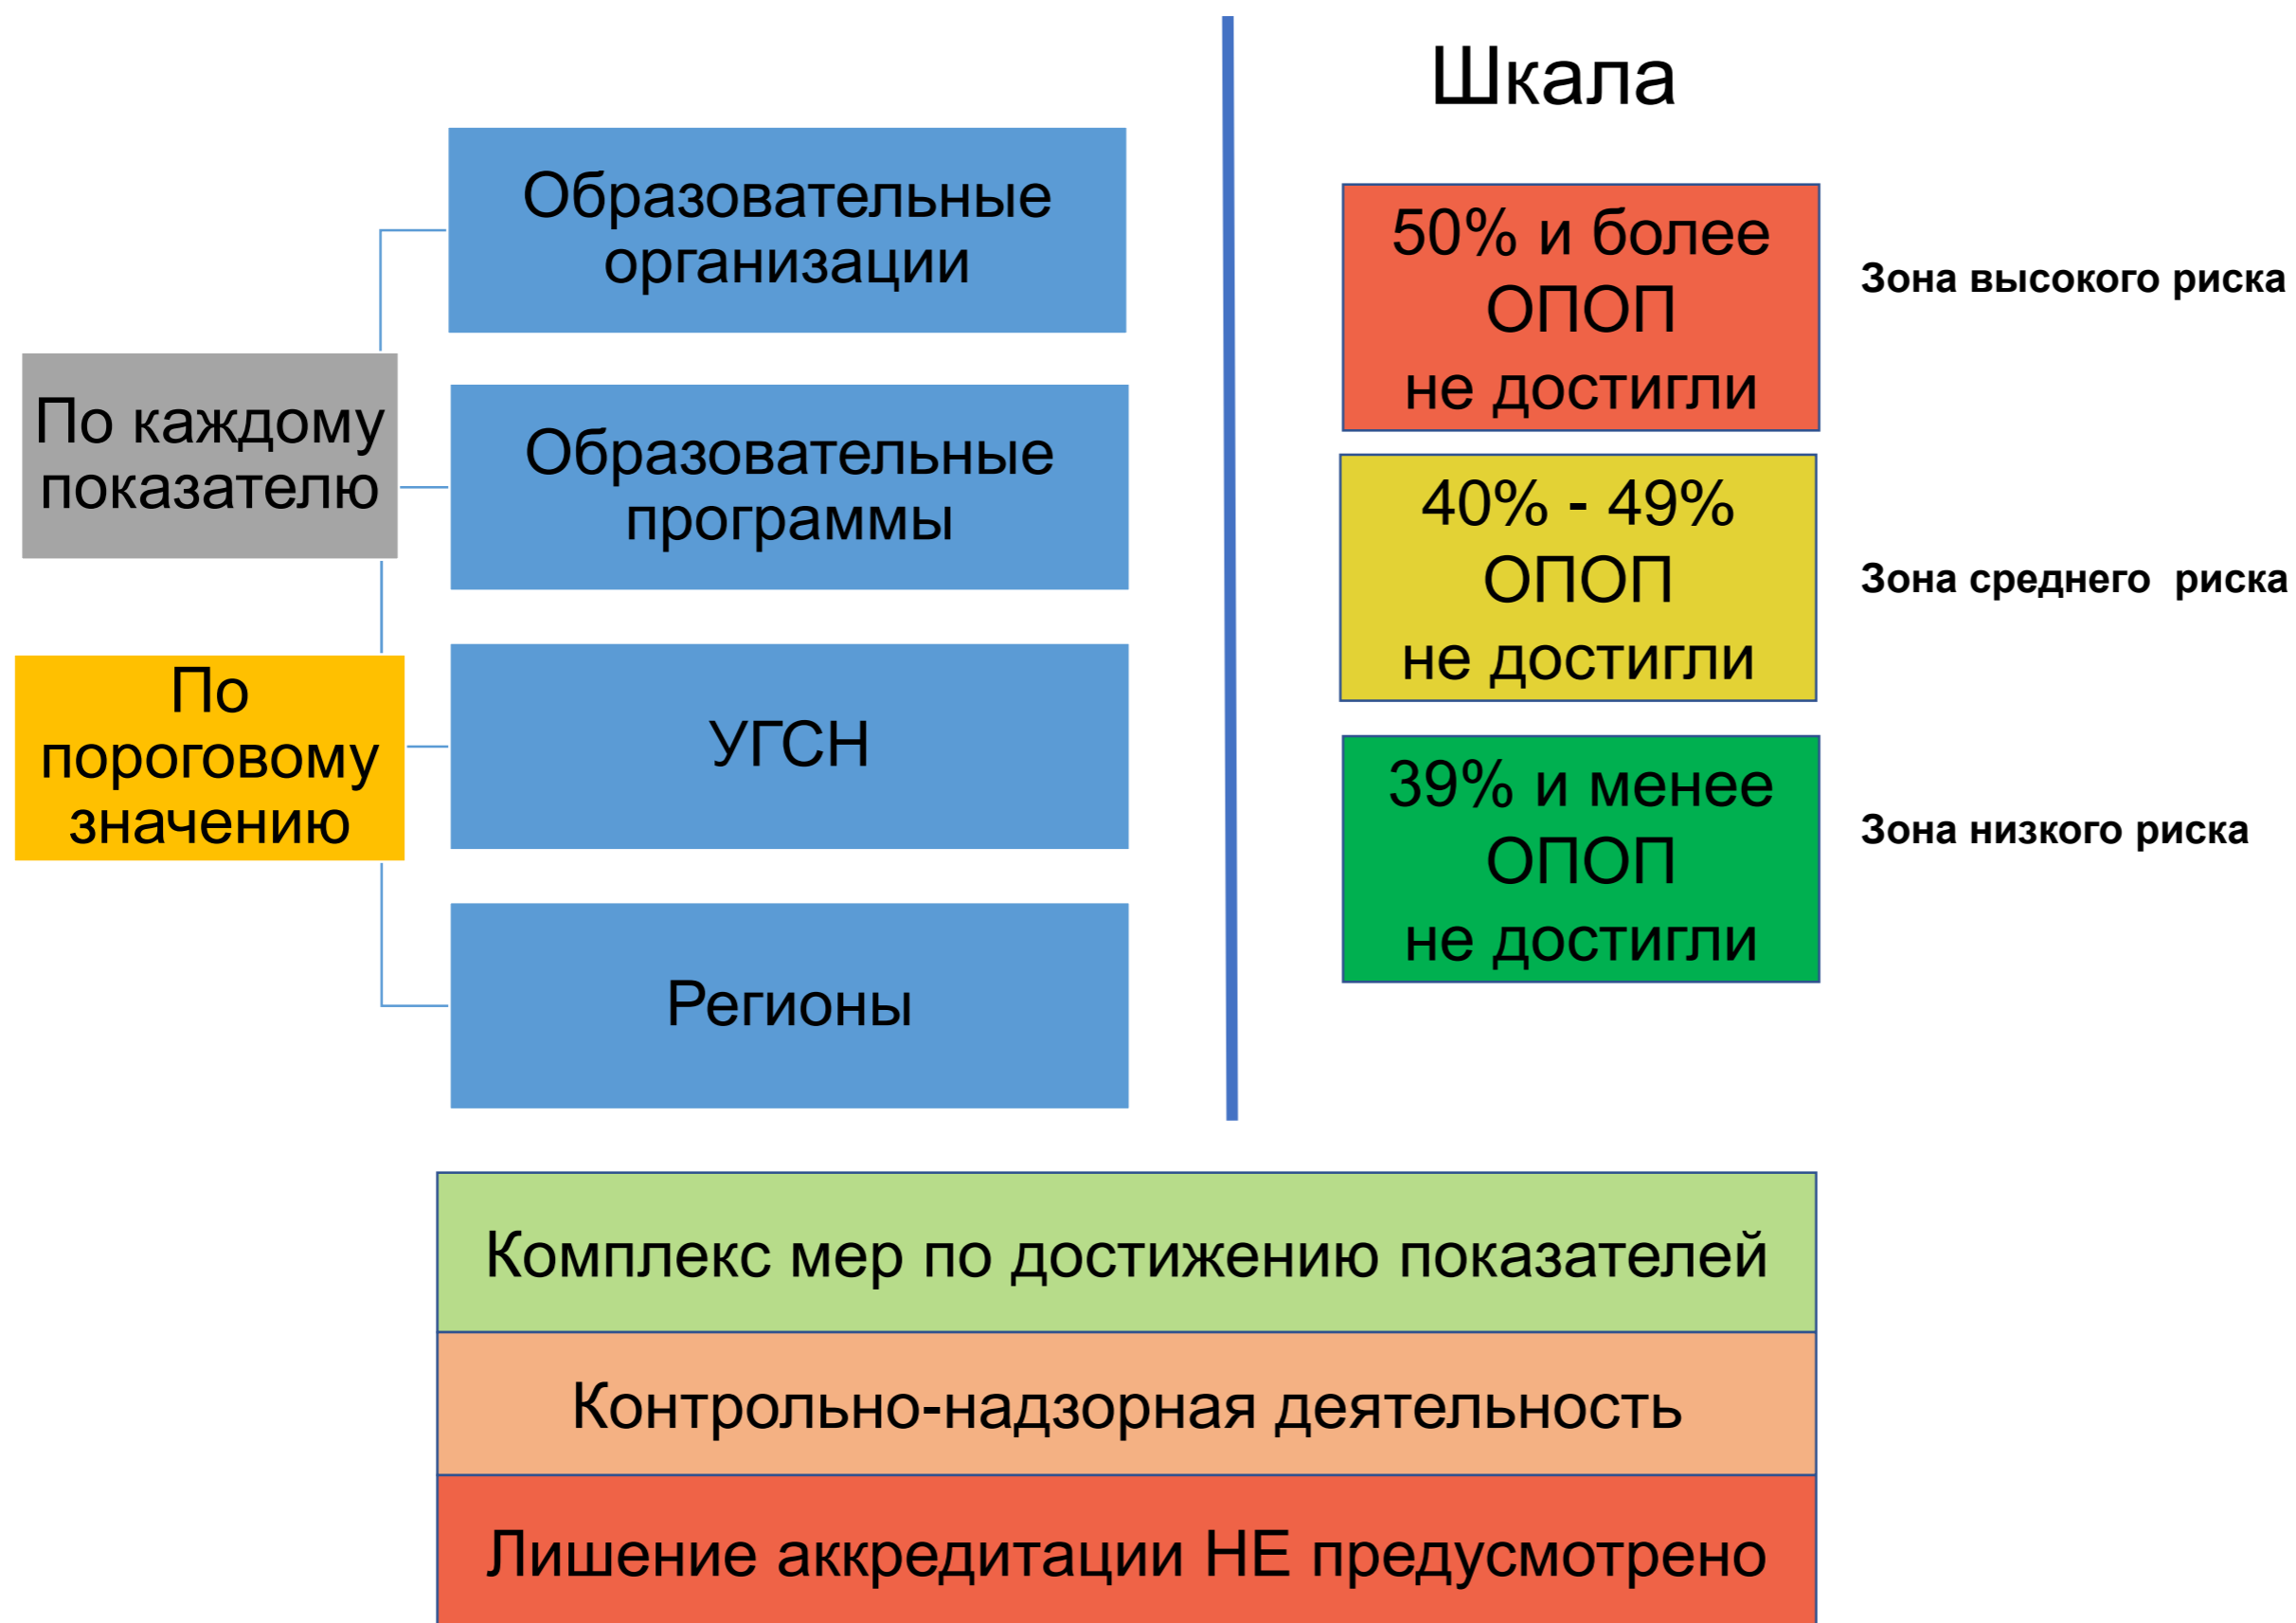 По каждому
показателю
По
пороговому
значению
Образовательные
организации
Образовательные
программы
УГСН
Регионы
Шкала
50% и более
ОПОП
не достигли
Зона высокого риска
40% - 49%
ОПОП
не достигли
Зона среднего  риска
39% и менее
ОПОП
не достигли
Зона низкого риска
Комплекс мер по достижению показателей
Контрольно-надзорная деятельность
Лишение аккредитации НЕ предусмотрено